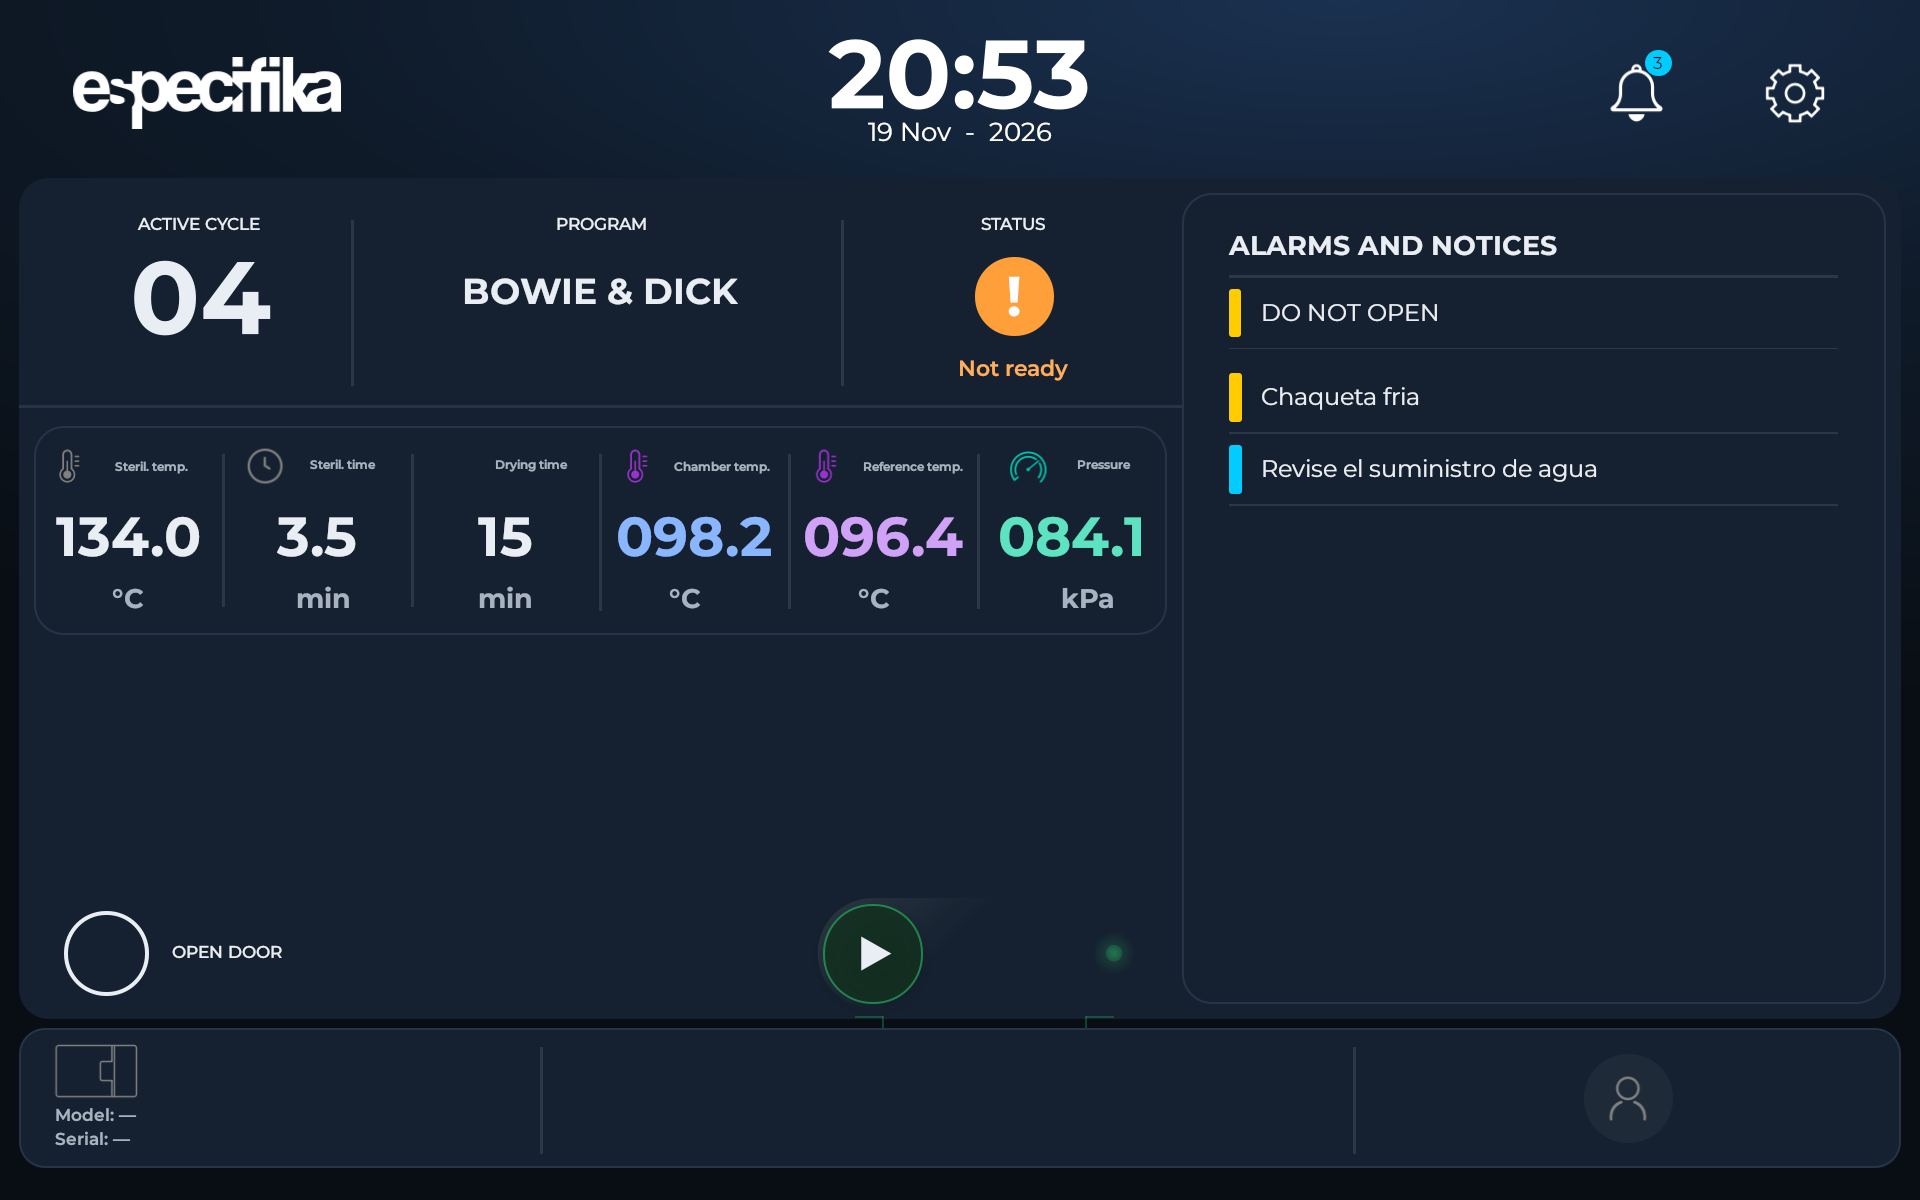 especifika
20:53
19 Nov - 2026
3
ACTIVE CYCLE
04
PROGRAM
BOWIE & DICK
STATUS
!
Not ready
Steril. temp.
134.0
°C
Steril. time
3.5
min
Drying time
15
min
Chamber temp.
098.2
°C
Reference temp.
096.4
°C
Pressure
084.1
kPa
OPEN DOOR
ALARMS AND NOTICES
DO NOT OPEN
Chaqueta fria
Revise el suministro de agua
Model: —
Serial: —